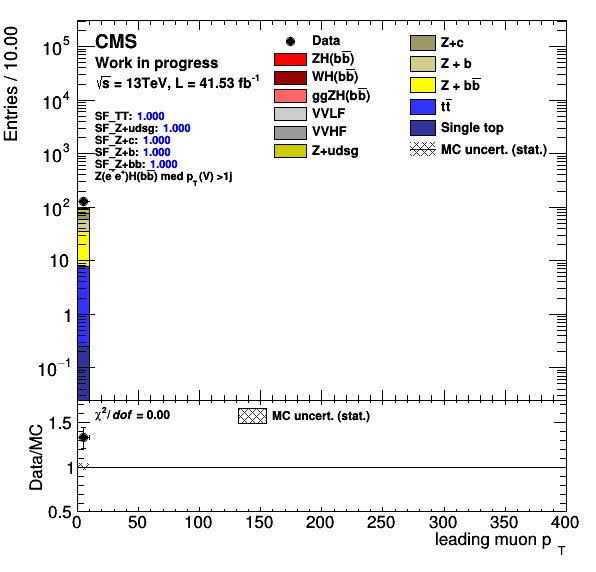 Entries / 10.00
10⁵
10⁴
10³
10²
10
1
10⁻¹
CMS
Work in progress
√s = 13TeV, L = 41.53 fb⁻¹
SF_TT: 1.000
SF_Z+udsg: 1.000
SF_Z+c: 1.000
SF_Z+b: 1.000
SF_Z+bb: 1.000
Z(e⁻e⁺)H(bb̅) med p_T(V) >1j
Data
ZH(bb̅)
WH(bb̅)
ggZH(bb̅)
VVLF
VVHF
Z+udsg
Z+c
Z + b
Z + bb̅
tt̅
Single top
MC uncert. (stat.)
Data/MC
1.5
1
0.5
χ²/dof = 0.00
MC uncert. (stat.)
0 50 100 150 200 250 300 350 400
leading muon p_T